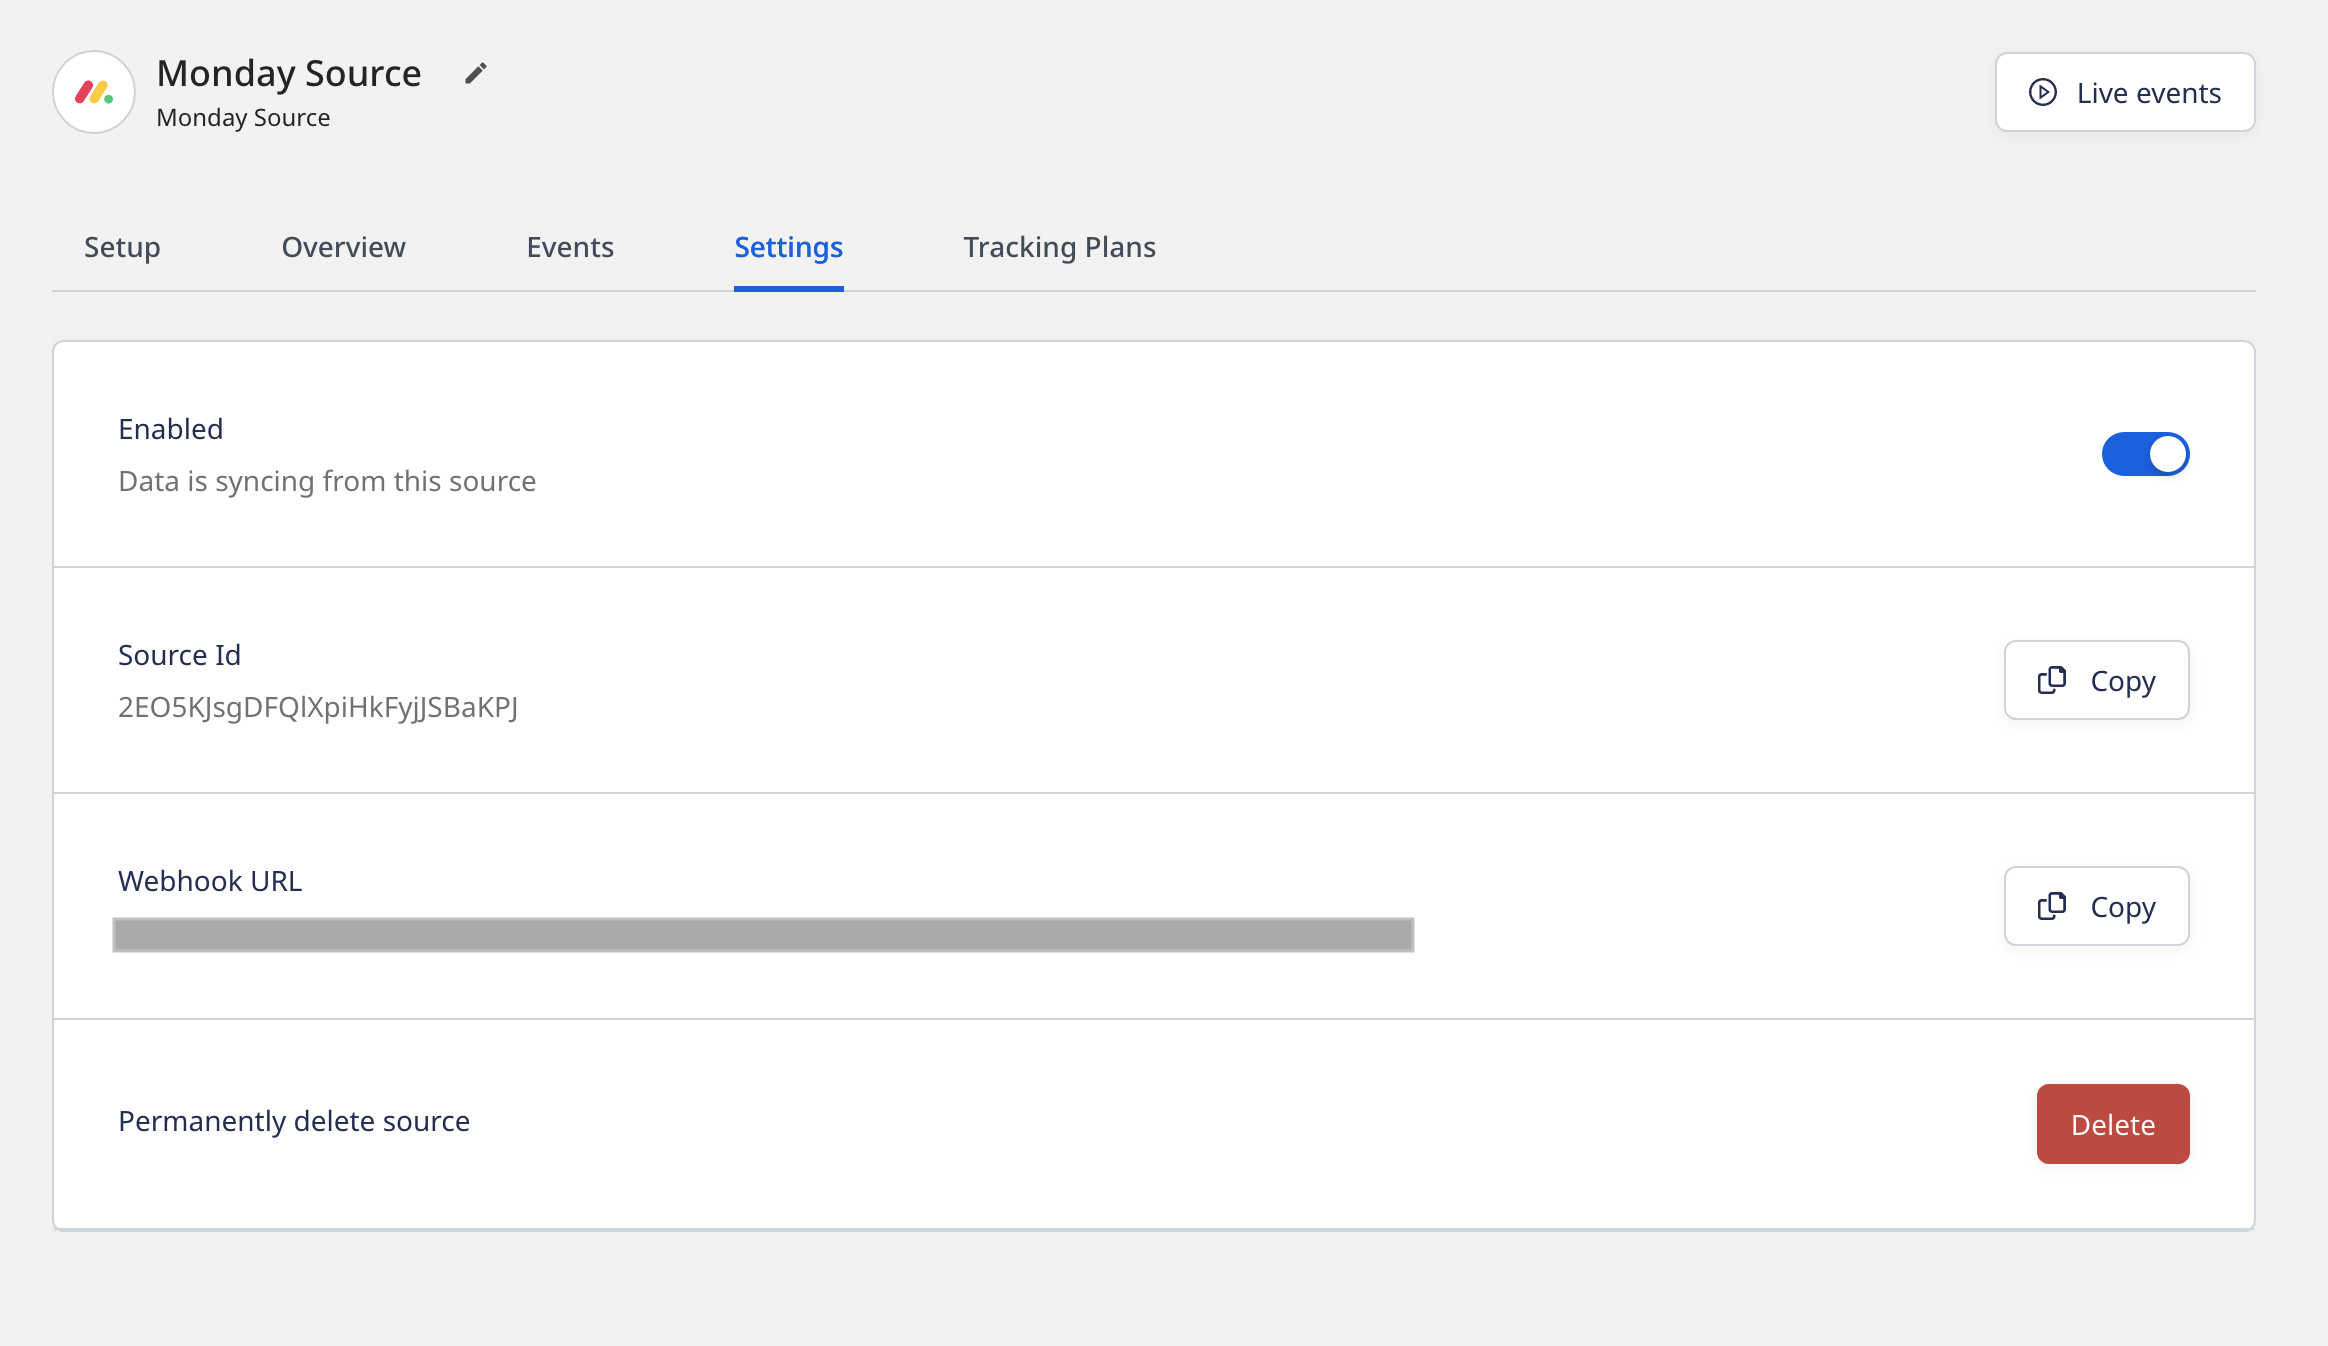 Monday Source
Monday Source
Live events
Setup Overview Events Settings Tracking Plans
Enabled
Data is syncing from this source
Source Id
2EO5KJsgDFQlXpiHkFyjJSBaKPJ
Copy
Webhook URL
Copy
Permanently delete source
Delete